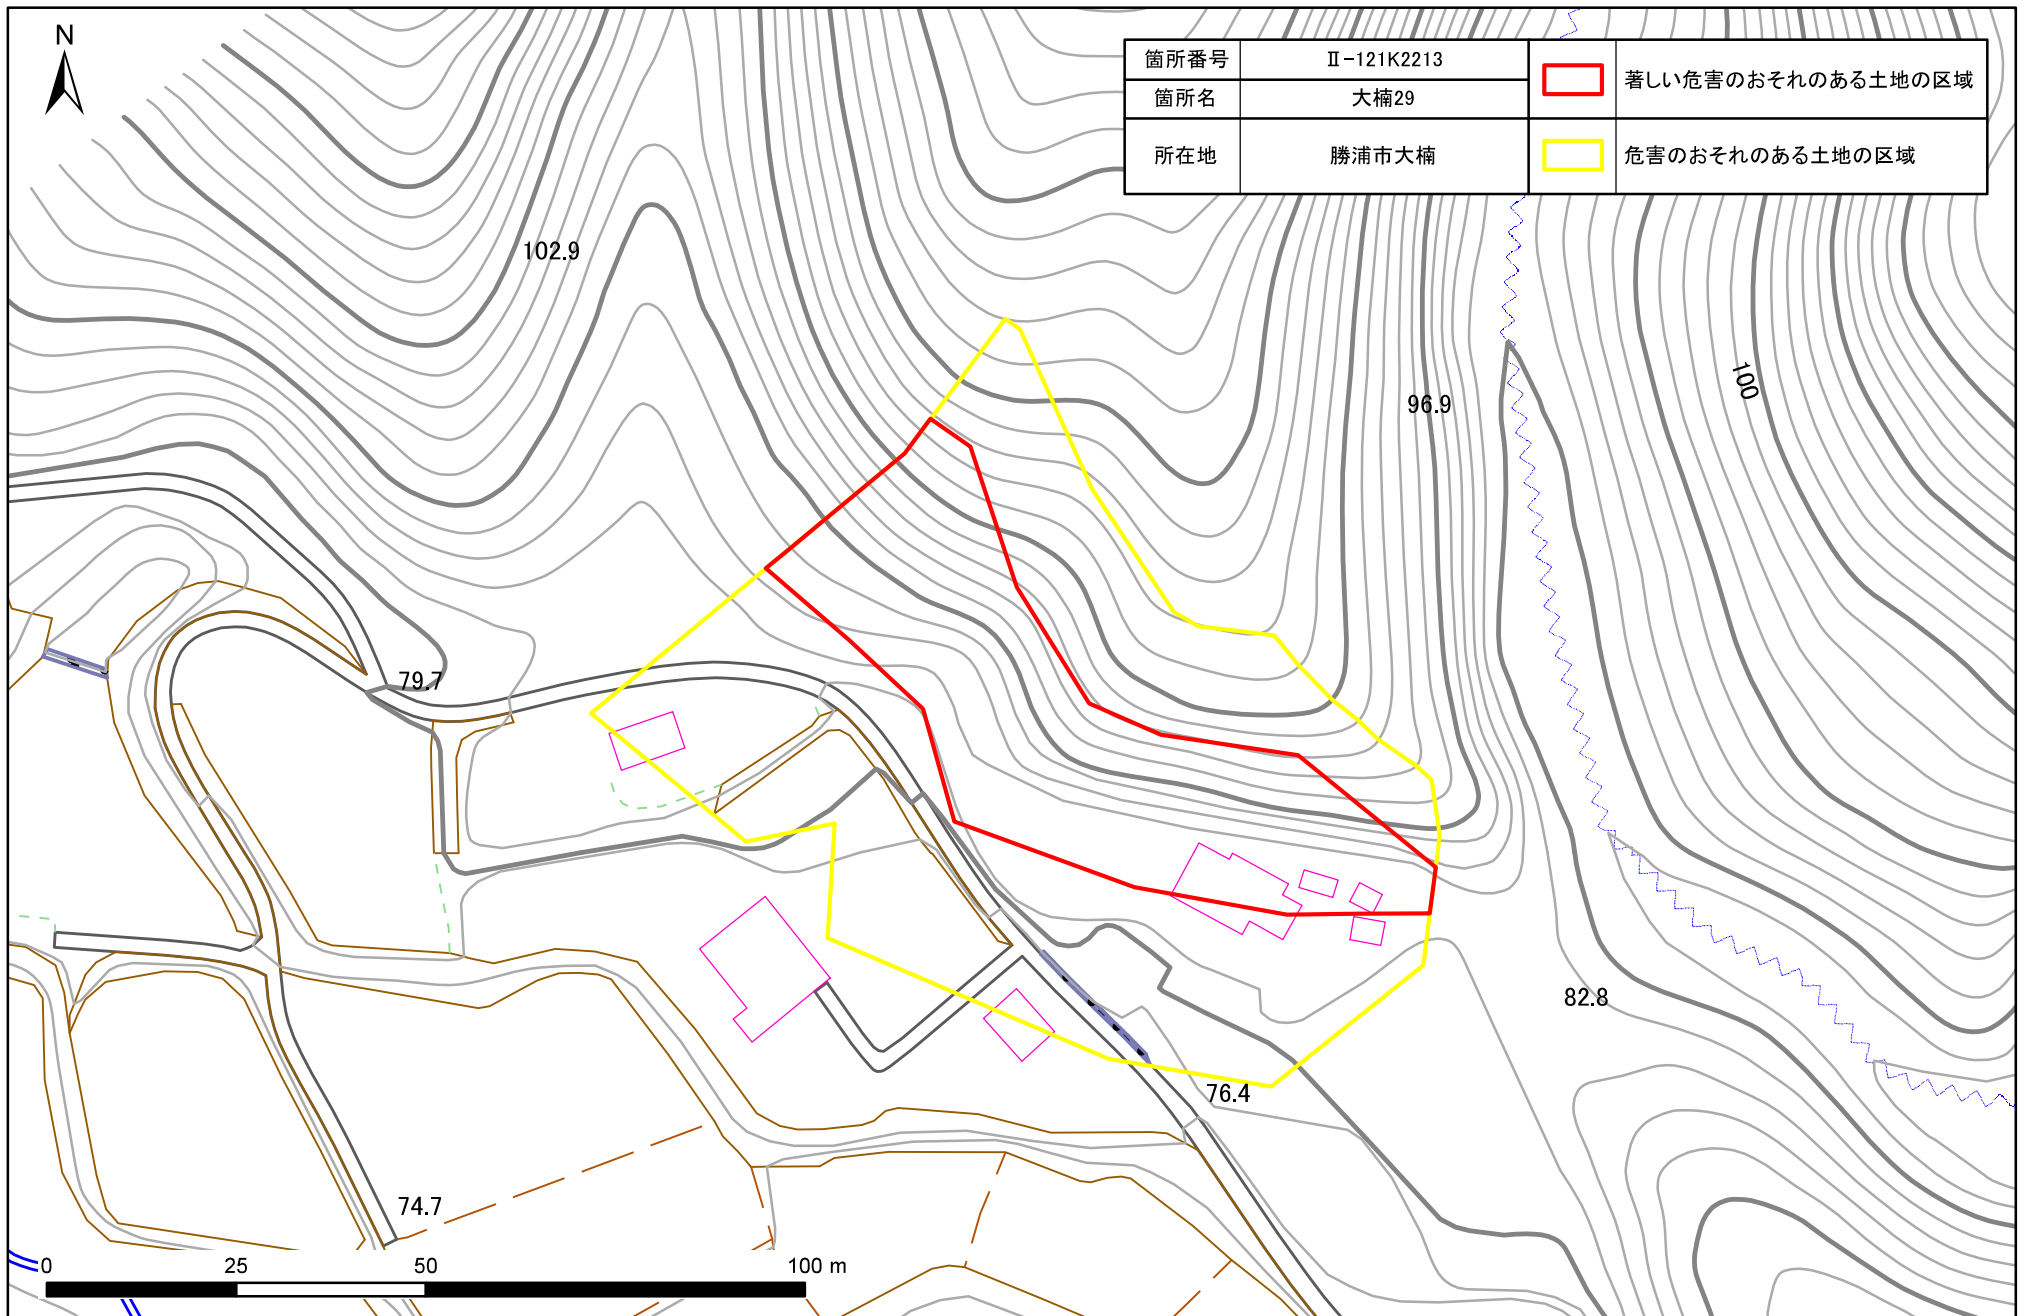 N
箇所番号
Ⅱ-121K2213
著しい危害のおそれのある土地の区域
箇所名
大楠29
所在地
勝浦市大楠
危害のおそれのある土地の区域
102.9
100
96.9
79.7
82.8
76.4
74.7
0
25
50
100 m